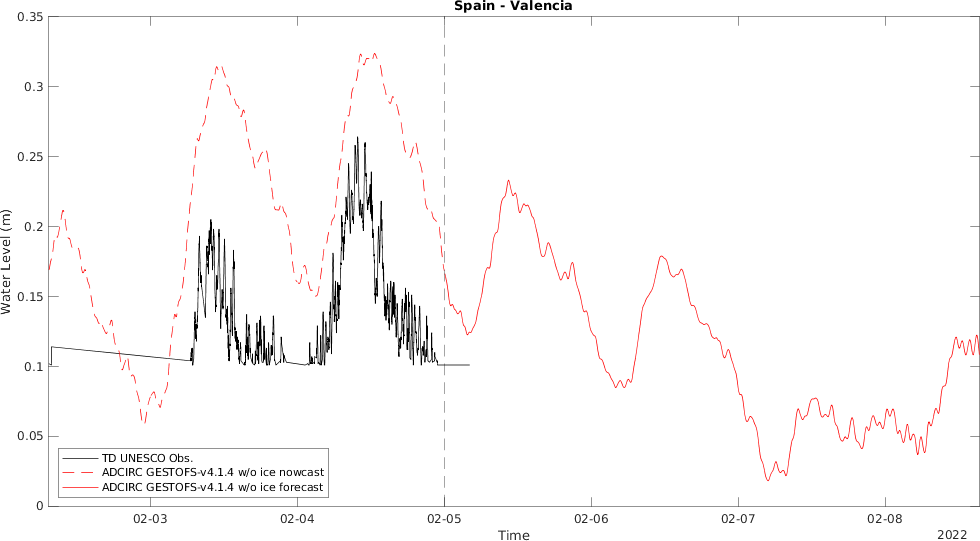 Spain - Valencia
0.35
0.3
0.25
0.2
0.15
0.1
0.05
0
Water Level (m)
TD UNESCO Obs.
ADCIRC GESTOFS-v4.1.4 w/o ice nowcast
ADCIRC GESTOFS-v4.1.4 w/o ice forecast
02-03 02-04 02-05 02-06 02-07 02-08
Time
2022